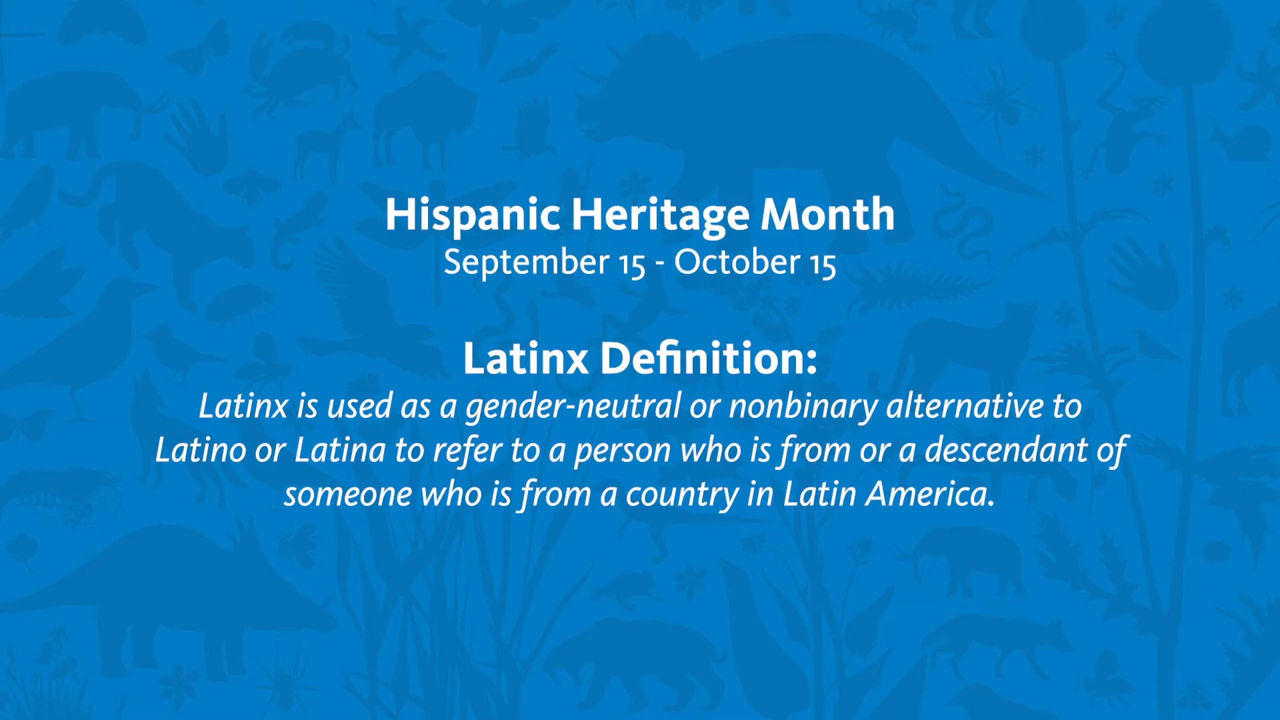 Hispanic Heritage Month
September 15 - October 15
Latinx Definition:
Latinx is used as a gender-neutral or nonbinary alternative to
Latino or Latina to refer to a person who is from or a descendant of
someone who is from a country in Latin America.